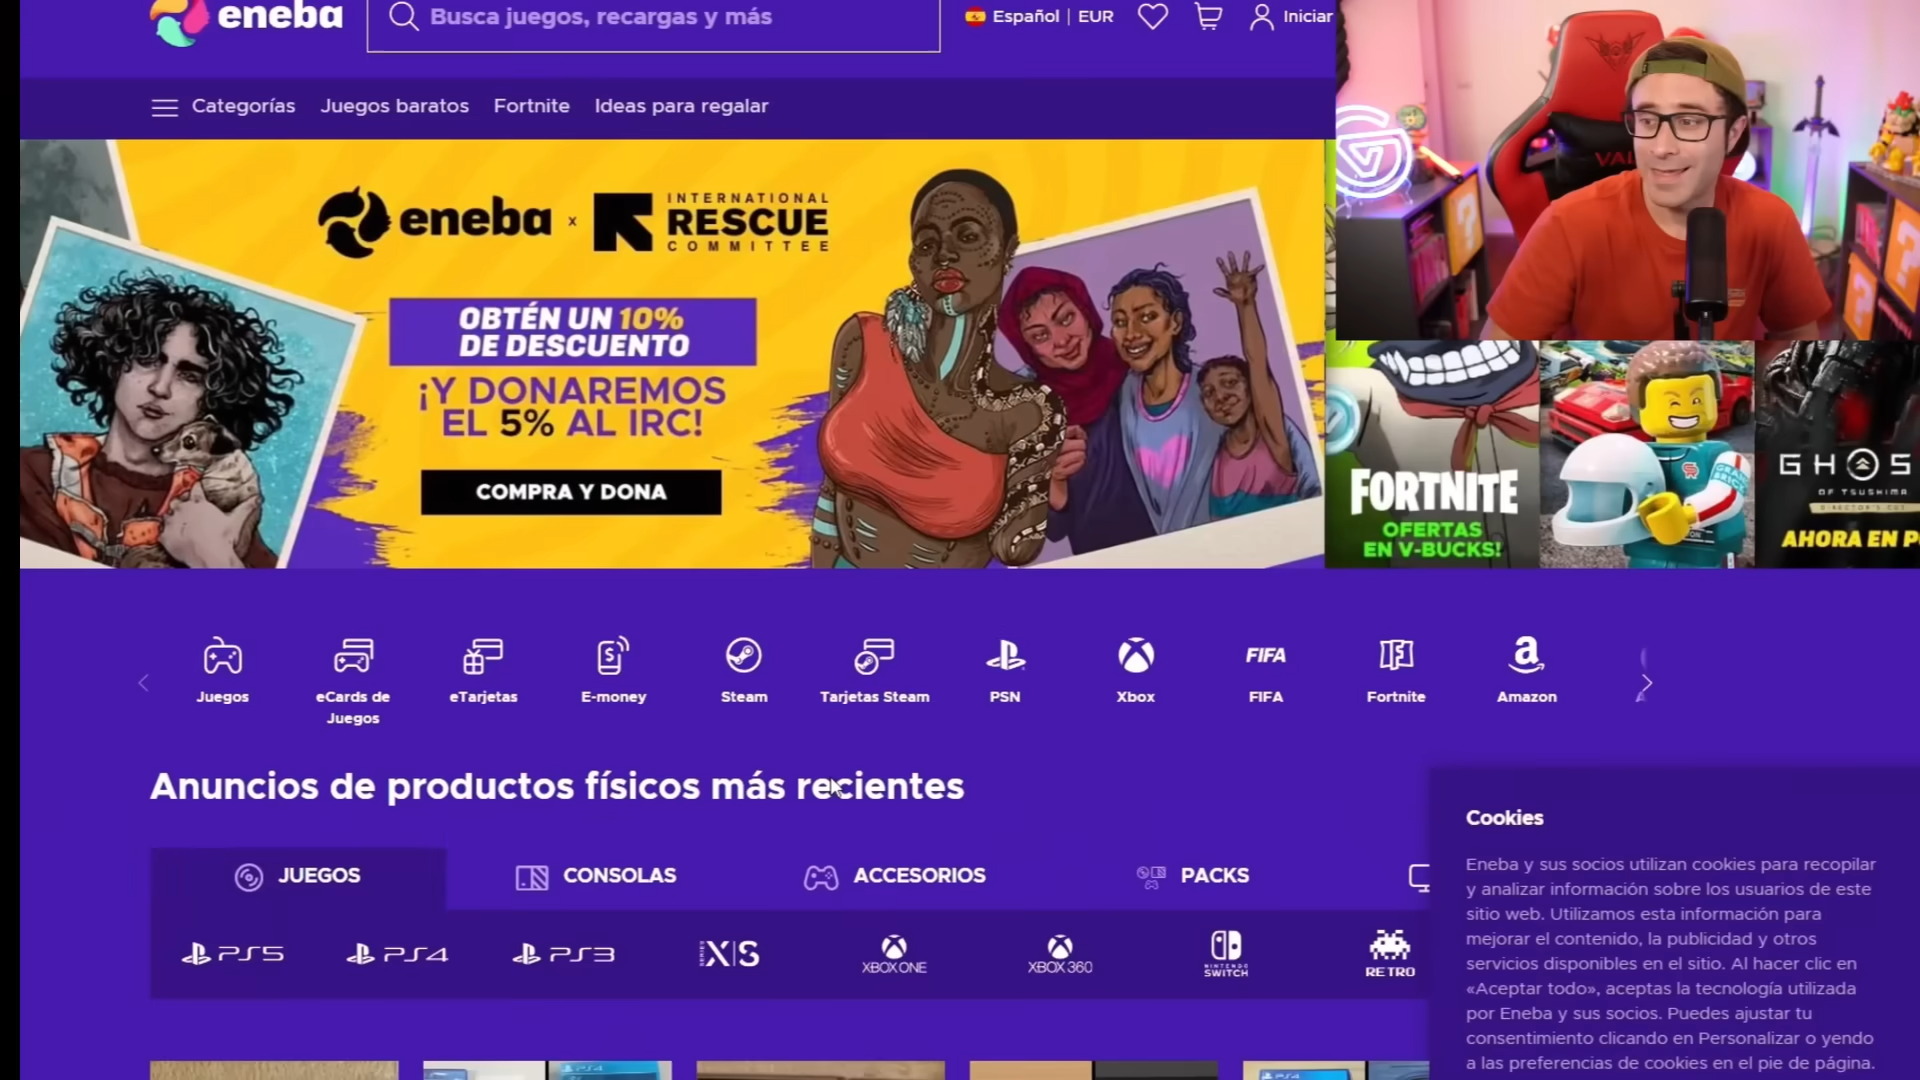 eneba
Busca juegos, recargas y más
Español | EUR
Iniciar
Categorías
Juegos baratos
Fortnite
Ideas para regalar
eneba x INTERNATIONAL RESCUE COMMITTEE
OBTÉN UN 10%
DE DESCUENTO
¡Y DONAREMOS
EL 5% AL IRC!
COMPRA Y DONA
FORTNITE
OFERTAS
EN V-BUCKS!
GHOS
OF TSUSHIMA
DIRECTOR'S CUT
AHORA EN P
VAL
Juegos
eCards de
Juegos
eTarjetas
E-money
Steam
Tarjetas Steam
PSN
Xbox
FIFA
FIFA
Fortnite
Amazon
Anuncios de productos físicos más recientes
JUEGOS
CONSOLAS
ACCESORIOS
PACKS
PS5
PS4
PS3
SERIES X|S
XBOX ONE
XBOX 360
NINTENDO
SWITCH
RETRO
Cookies
Eneba y sus socios utilizan cookies para recopilar
y analizar información sobre los usuarios de este
sitio web. Utilizamos esta información para
mejorar el contenido, la publicidad y otros
servicios disponibles en el sitio. Al hacer clic en
«Aceptar todo», aceptas la tecnología utilizada
por Eneba y sus socios. Puedes ajustar tu
consentimiento clicando en Personalizar o yendo
a las preferencias de cookies en el pie de página.
PS4